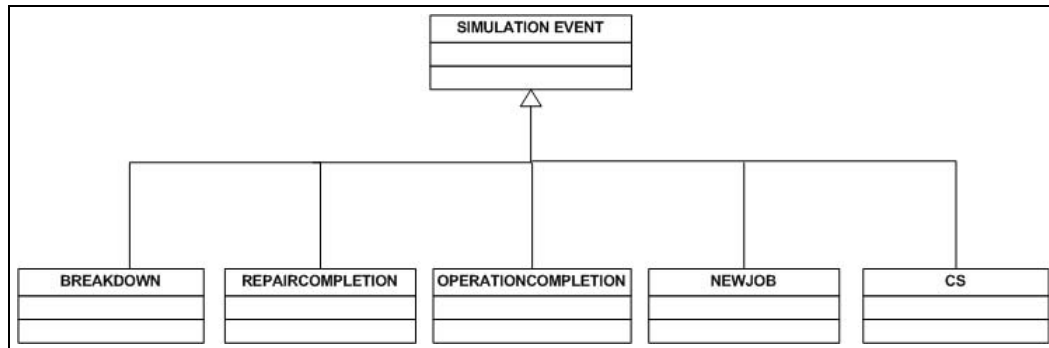 SIMULATION EVENT
BREAKDOWN
REPAIRCOMPLETION
OPERATIONCOMPLETION
NEWJOB
CS